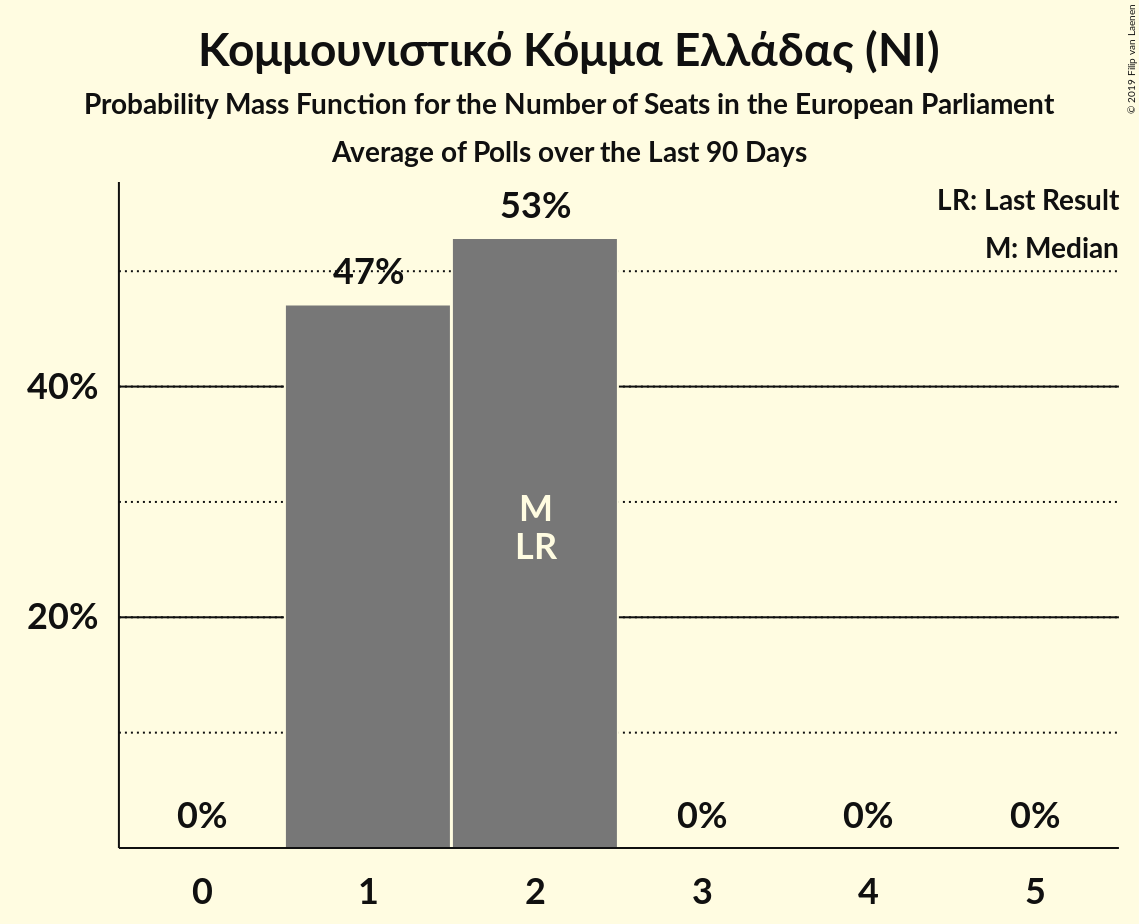 Κομμουνιστικό Κόμμα Ελλάδας (NI)
Probability Mass Function for the Number of Seats in the European Parliament
Average of Polls over the Last 90 Days
© 2019 Filip van Laenen
LR: Last Result
M: Median
53%
47%
40%
20%
M
LR
0%
0%
0%
0%
0
1
2
3
4
5